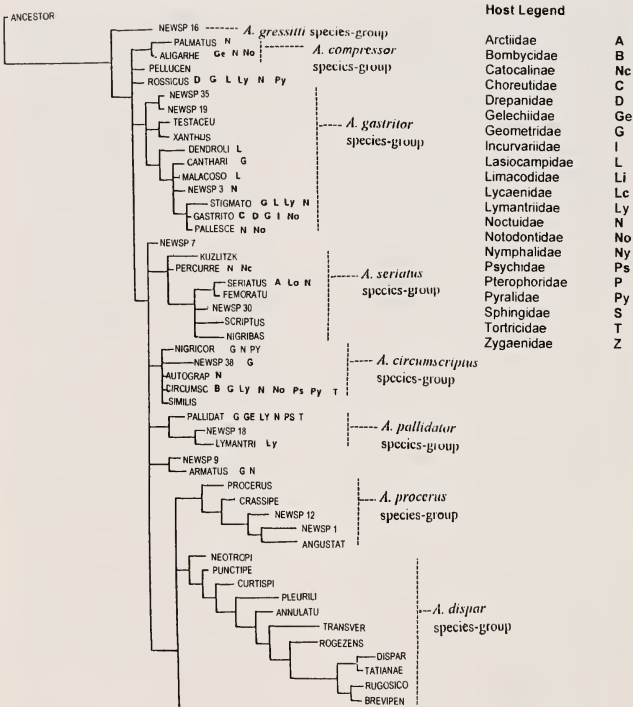 ANCESTOR
NEWSP 16
A. gressitti species-group
PALMATUS N
ALIGARHE Ge N No
A. compressor
species-group
PELLUCEN
ROSSICUS D G L Ly N Py
NEWSP 35
NEWSP 19
TESTACEU
XANTHUS
A. gastritor
species-group
DENDROLI L
CANTHARI G
MALACOSO L
NEWSP 3 N
STIGMATO G L Ly N
GASTRITO C D G I No
PALLESCE N No
NEWSP 7
KUZLITZK
PERCURRE N Nc
SERIATUS A Lo N
FEMORATU
NEWSP 30
SCRIPTUS
NIGRIBAS
A. seriatus
species-group
NIGRICOR G N PY
NEWSP 38 G
AUTOGRAP N
CIRCUMSC B G Ly N No Ps Py T
SIMILIS
A. circumscriptus
species-group
PALLIDAT G GE LY N PS T
NEWSP 18
LYMANTRI Ly
A. pallidator
species-group
NEWSP 9
ARMATUS G N
PROCERUS
CRASSIPE
NEWSP 12
NEWSP 1
ANGUSTAT
A. procerus
species-group
NEOTROPI
PUNCTIPE
CURTISPI
PLEURILI
ANNULATU
TRANSVER
ROGEZENS
DISPAR
TATIANAE
RUGOSICO
BREVIPEN
A. dispar
species-group
Host Legend
Arctiidae A
Bombycidae B
Catocalinae Nc
Choreutidae C
Drepanidae D
Gelechiidae Ge
Geometridae G
Incurvariidae I
Lasiocampidae L
Limacodidae Li
Lycaenidae Lc
Lymantriidae Ly
Noctuidae N
Notodontidae No
Nymphalidae Ny
Psychidae Ps
Pterophoridae P
Pyralidae Py
Sphingidae S
Tortricidae T
Zygaenidae Z